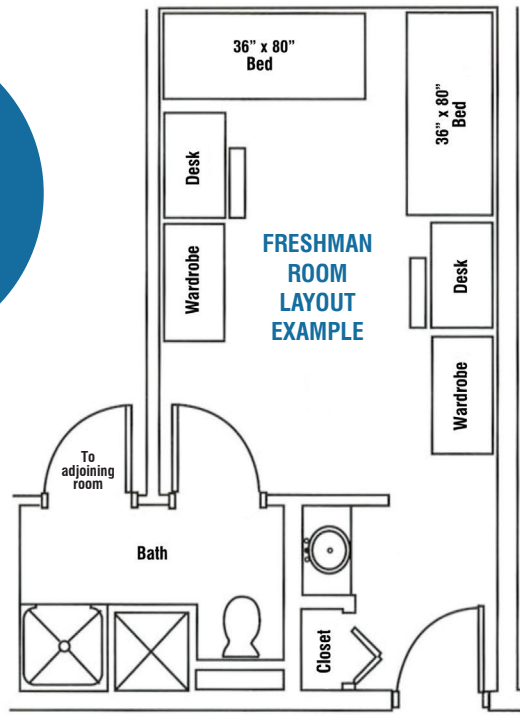 36” x 80”
Bed
36” x 80”
Bed
Desk
Wardrobe
FRESHMAN
ROOM
LAYOUT
EXAMPLE
Desk
Wardrobe
To
adjoining
room
Bath
Closet